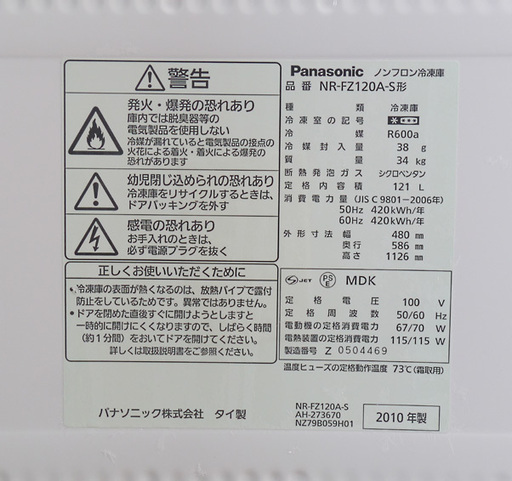 警告
発火・爆発の恐れあり
庫内では脱臭器等の
電気製品を使用しない
冷媒が漏れていると電気製品の接点の
火花による着火・着火による爆発の
恐れがあります
幼児閉じ込められの恐れあり
冷凍庫をリサイクルするときは、
ドアパッキングを外す
感電の恐れあり
お手入れのときは、
必ず電源プラグを抜く
正しくお使いいただくために
•冷凍庫の表面が熱くなるのは、放熱パイプで露付
防止をしているためです。異常ではありません。
•ドアを閉めた直後すぐに開けようとしますと
一時的に開けにくくなりますので、しばらく時間
(約1分間)をおいてドアを開けてください。
詳しくは取扱説明書をご参照ください。
パナソニック株式会社 タイ製
Panasonic ノンフロン冷凍庫
品番 NR-FZ120A-S形
種類 冷凍庫
冷凍室の記号 ****
冷媒 R600a
冷媒封入量 38 g
質量 34 kg
断熱発泡ガス シクロペンタン
定格内容積 121 L
消費電力量 (JIS C 9801-2006年)
50Hz 420kWh/年
60Hz 420kWh/年
外形寸法 幅 480 mm
奥行 586 mm
高さ 1126 mm
S JET PS E MDK
定格電圧 100 V
定格周波数 50/60 Hz
電動機の定格消費電力 67/70 W
電熱装置の定格消費電力 115/115 W
製造番号 Z 0504469
温度ヒューズの定格動作温度 73℃(霜取用)
NR-FZ120A-S
AH-273670
NZ79B059H01
2010年製